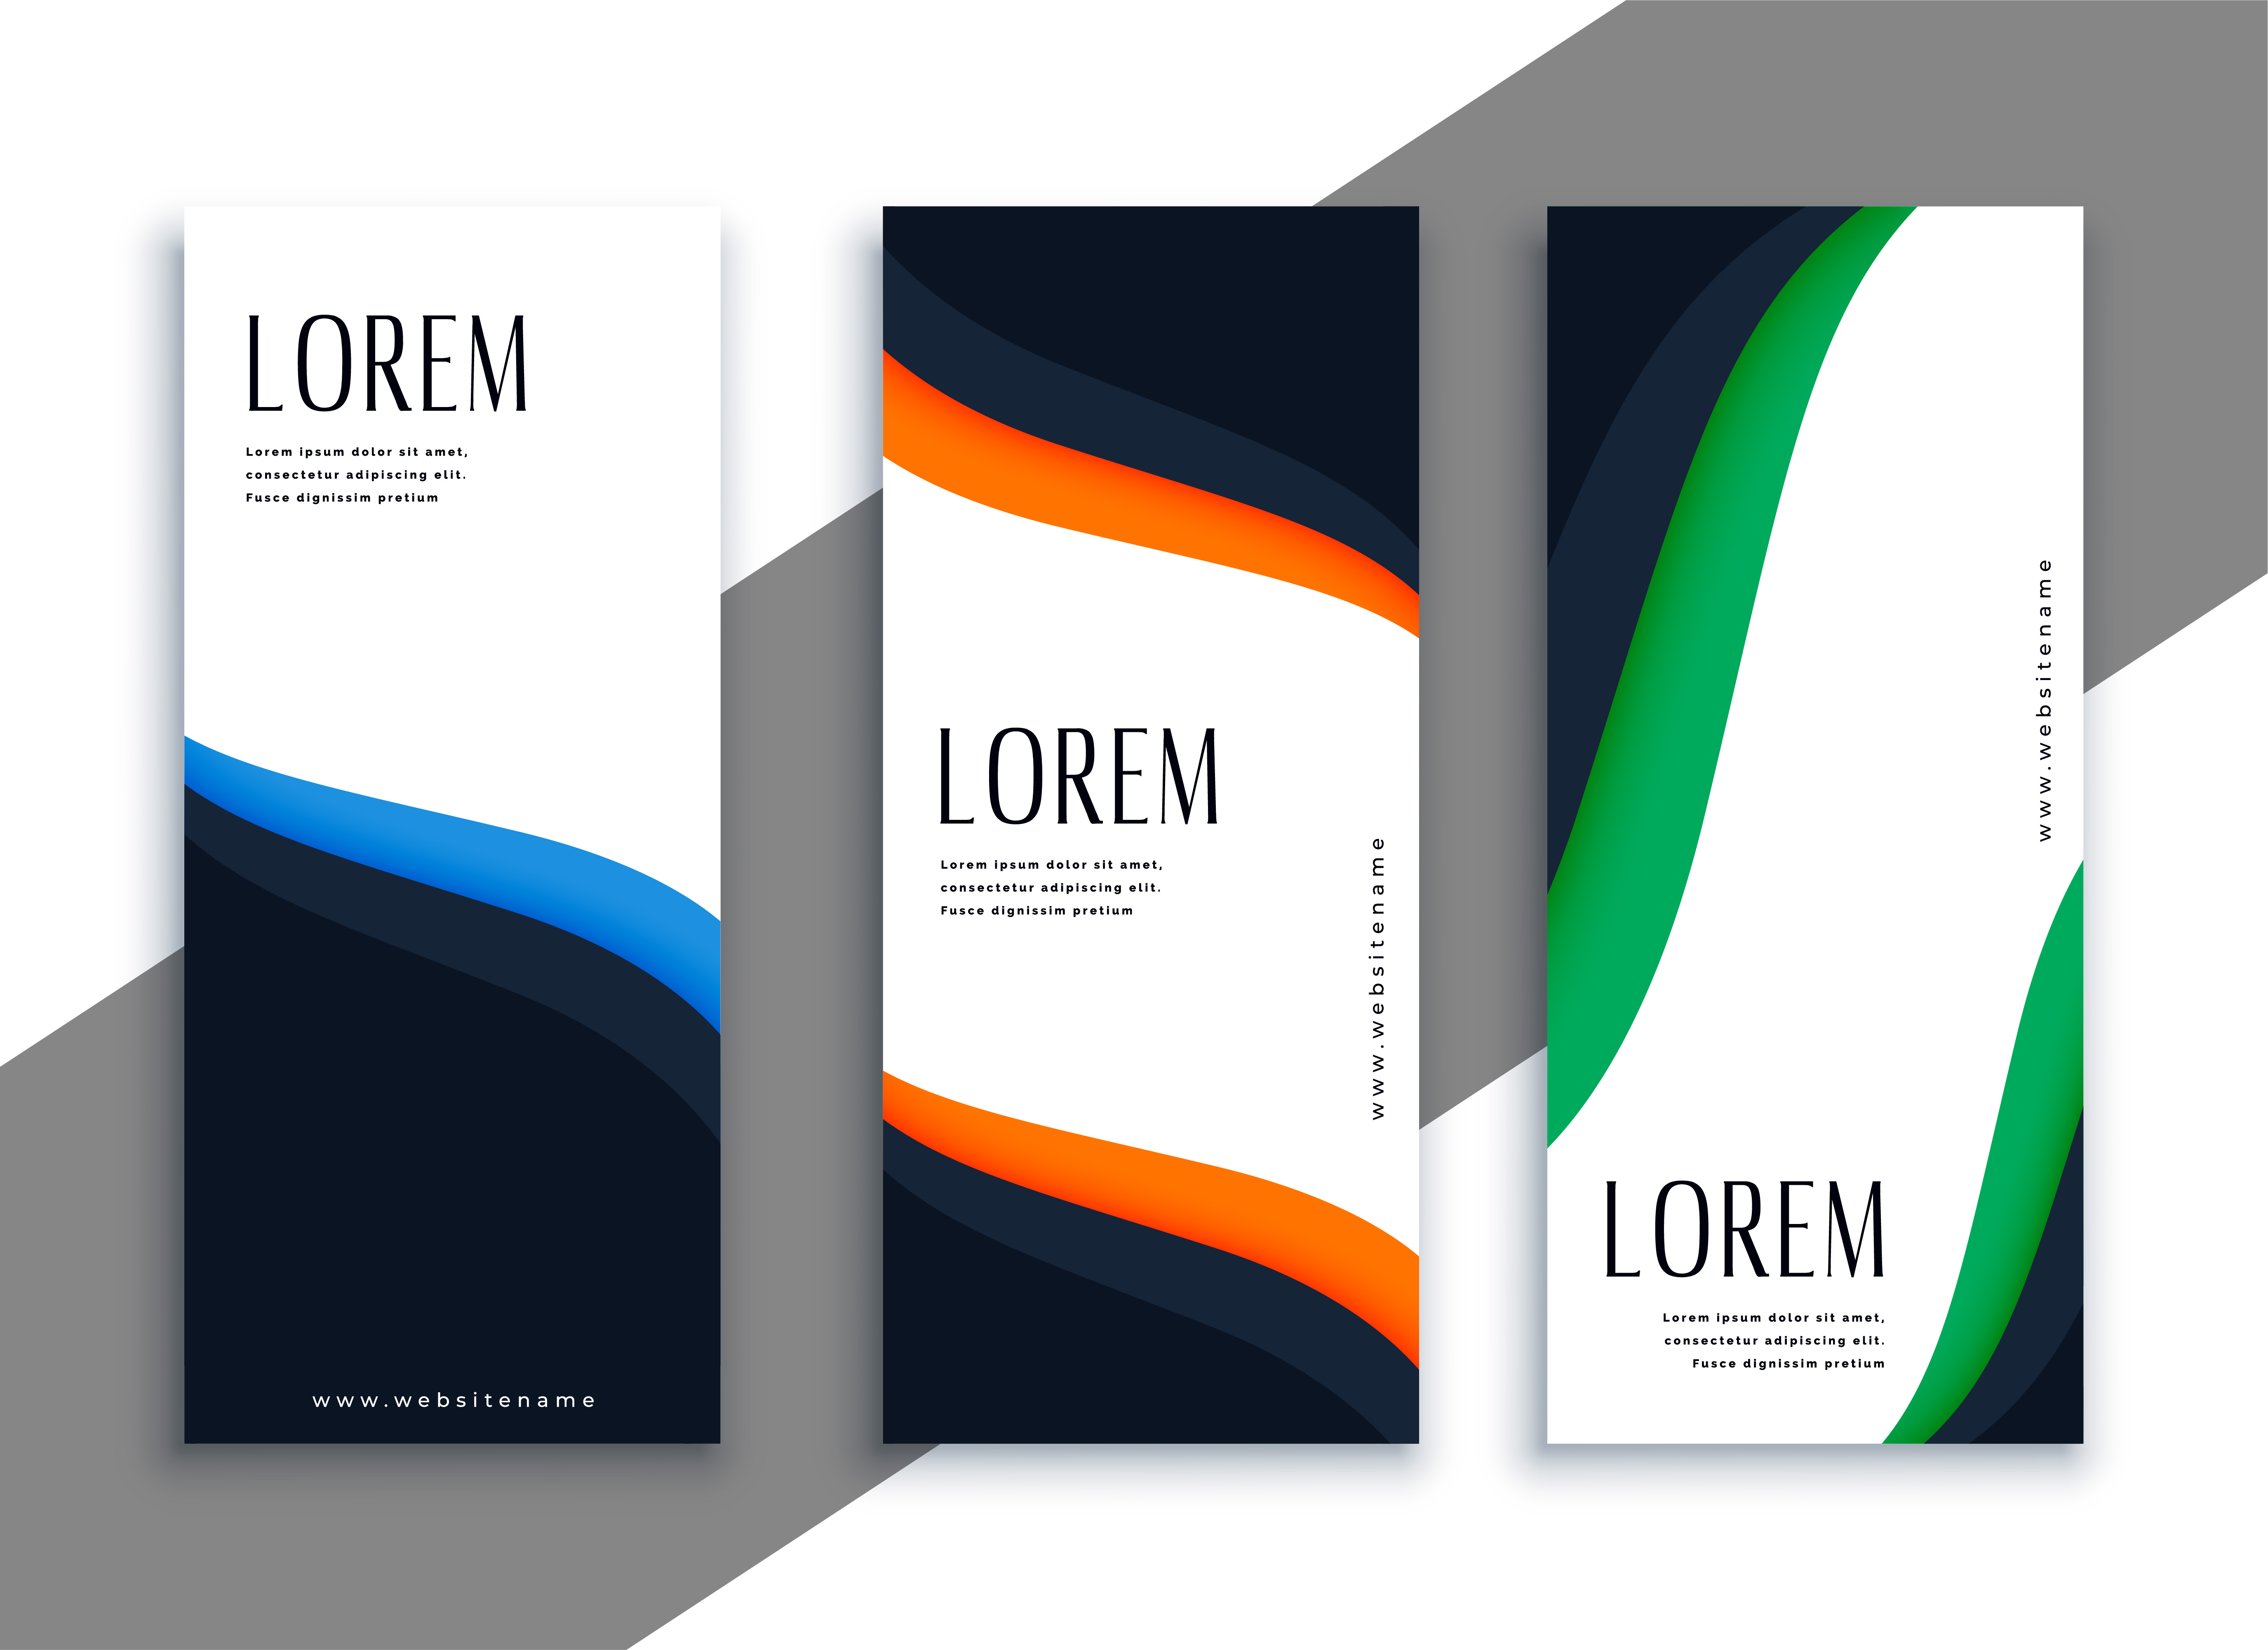 LOREM
Lorem ipsum dolor sit amet,
consectetur adipiscing elit.
Fusce dignissim pretium
www.websitename
LOREM
Lorem ipsum dolor sit amet,
consectetur adipiscing elit.
Fusce dignissim pretium
www.websitename
www.websitename
LOREM
Lorem ipsum dolor sit amet,
consectetur adipiscing elit.
Fusce dignissim pretium